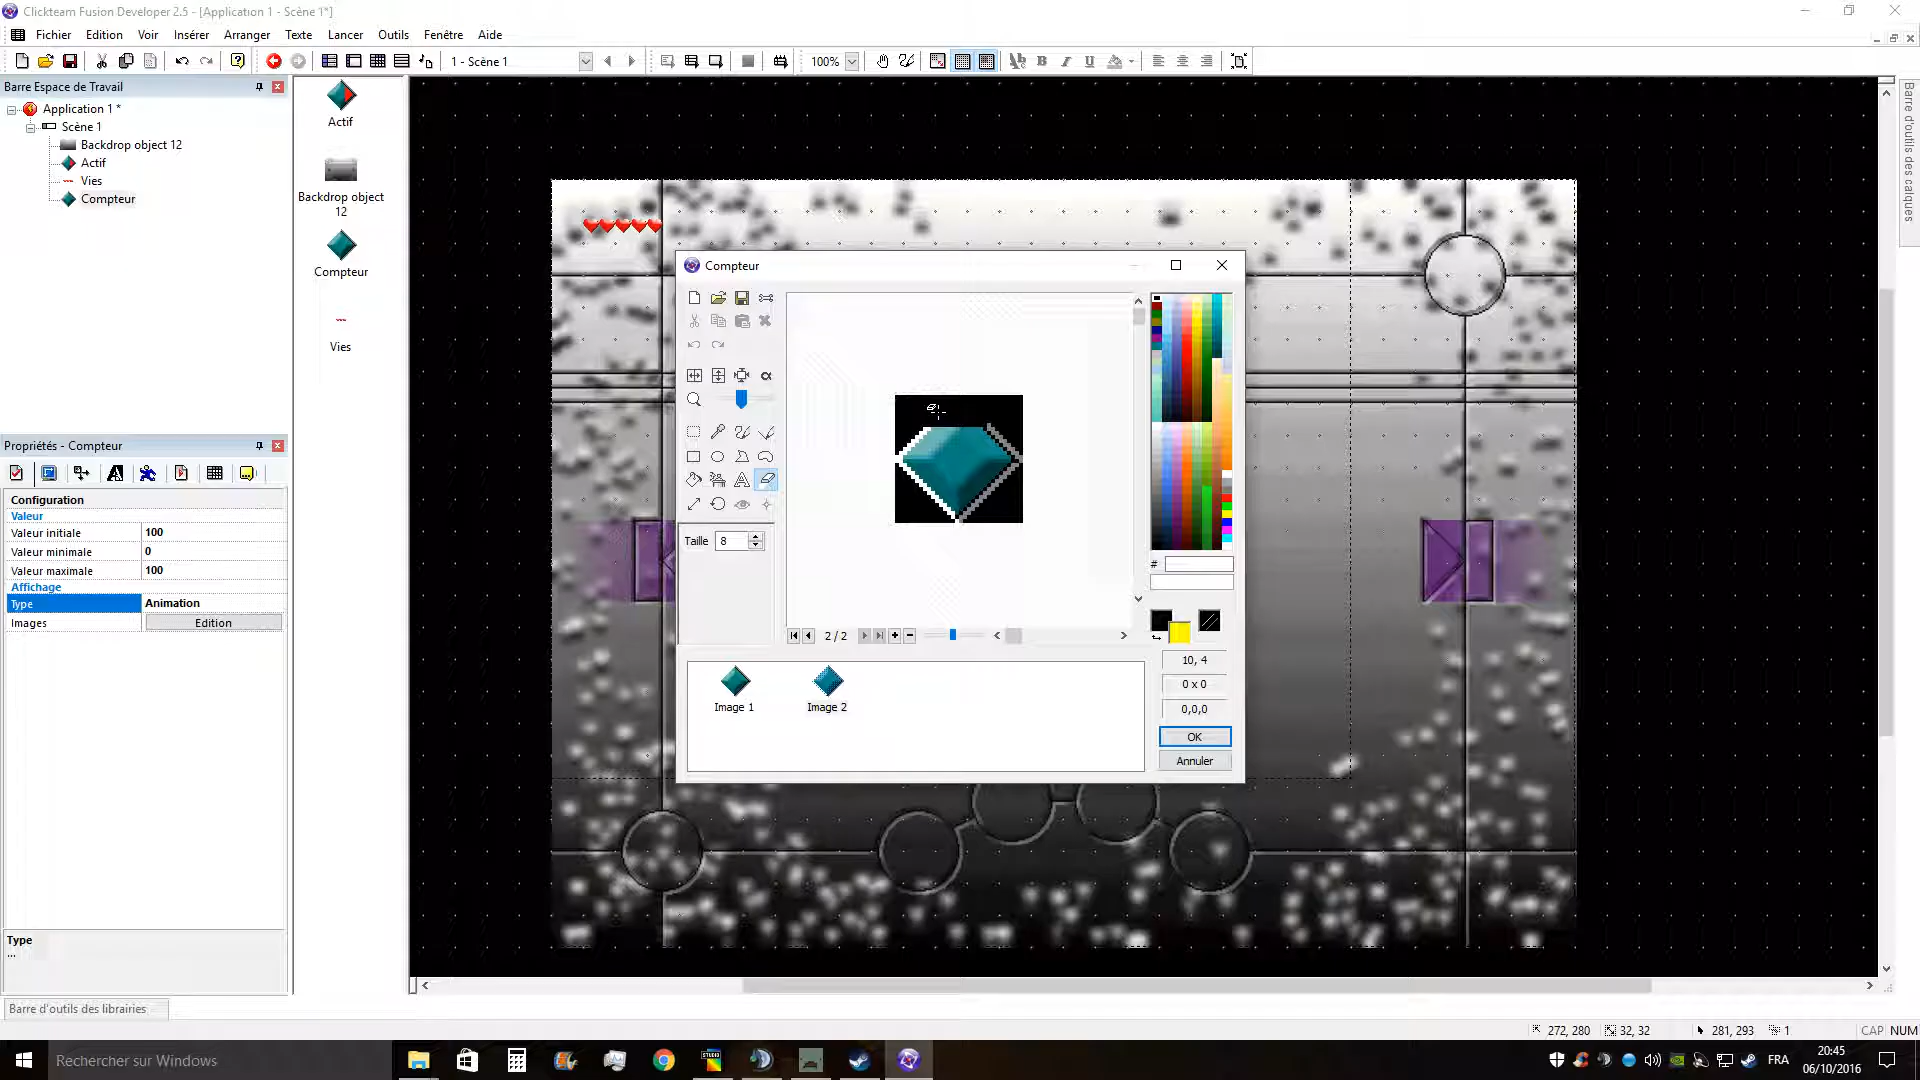 Clickteam Fusion Developer 2.5 - [Application 1 - Scène 1*]
Fichier Edition Voir Insérer Arranger Texte Lancer Outils Fenêtre Aide
1 - Scène 1
100%
Barre Espace de Travail
Application 1 *
Scène 1
Backdrop object 12
Actif
Vies
Compteur
Actif
Backdrop object
12
Compteur
Vies
Barre d'outils des calques
Compteur
Taille 8
2 / 2
Image 1
Image 2
#
10, 4
0 x 0
0,0,0
OK
Annuler
Propriétés - Compteur
Configuration
Valeur
Valeur initiale 100
Valeur minimale 0
Valeur maximale 100
Affichage
Type Animation
Images Edition
Type
...
Barre d'outils des librairies
272, 280 32, 32 281, 293 1 CAP NUM
Rechercher sur Windows
STUDIO
FRA
20:45
06/10/2016